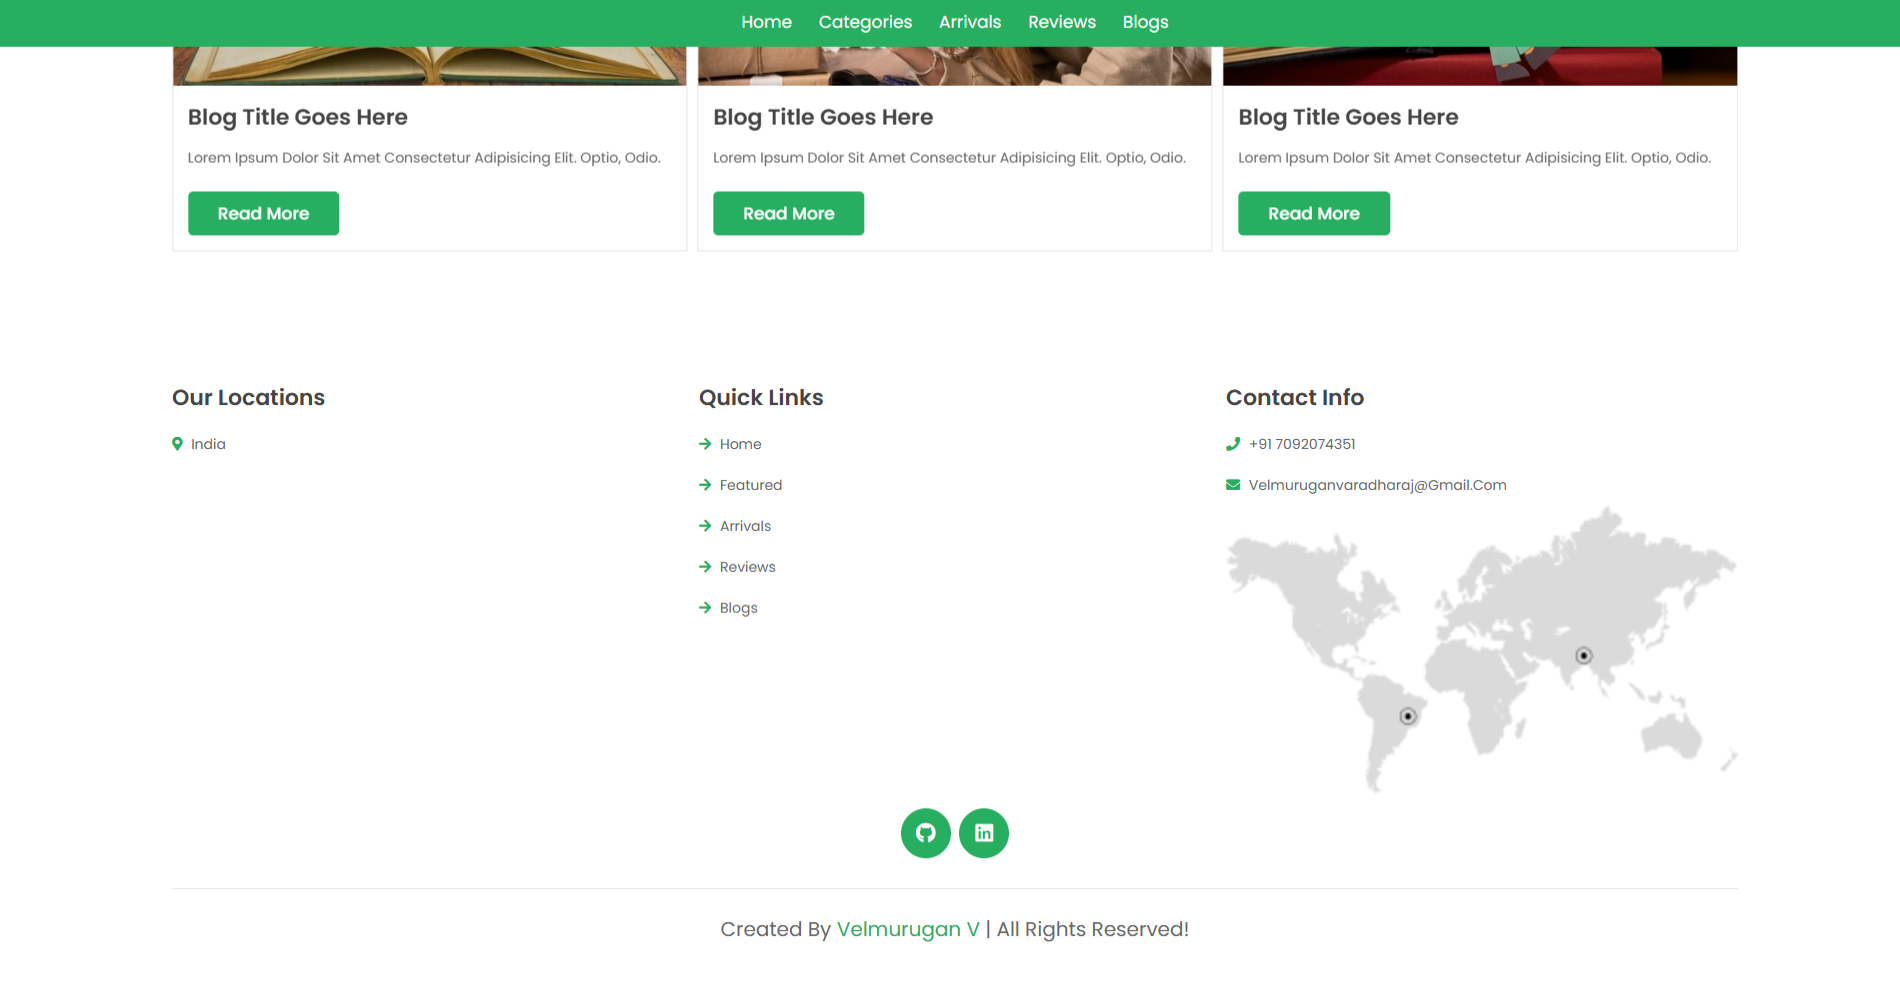 Home Categories Arrivals Reviews Blogs
Blog Title Goes Here
Lorem Ipsum Dolor Sit Amet Consectetur Adipisicing Elit. Optio, Odio.
Read More
Blog Title Goes Here
Lorem Ipsum Dolor Sit Amet Consectetur Adipisicing Elit. Optio, Odio.
Read More
Blog Title Goes Here
Lorem Ipsum Dolor Sit Amet Consectetur Adipisicing Elit. Optio, Odio.
Read More
Our Locations
India
Quick Links
Home
Featured
Arrivals
Reviews
Blogs
Contact Info
+91 7092074351
Velmuruganvaradharaj@Gmail.Com
Created By Velmurugan V | All Rights Reserved!